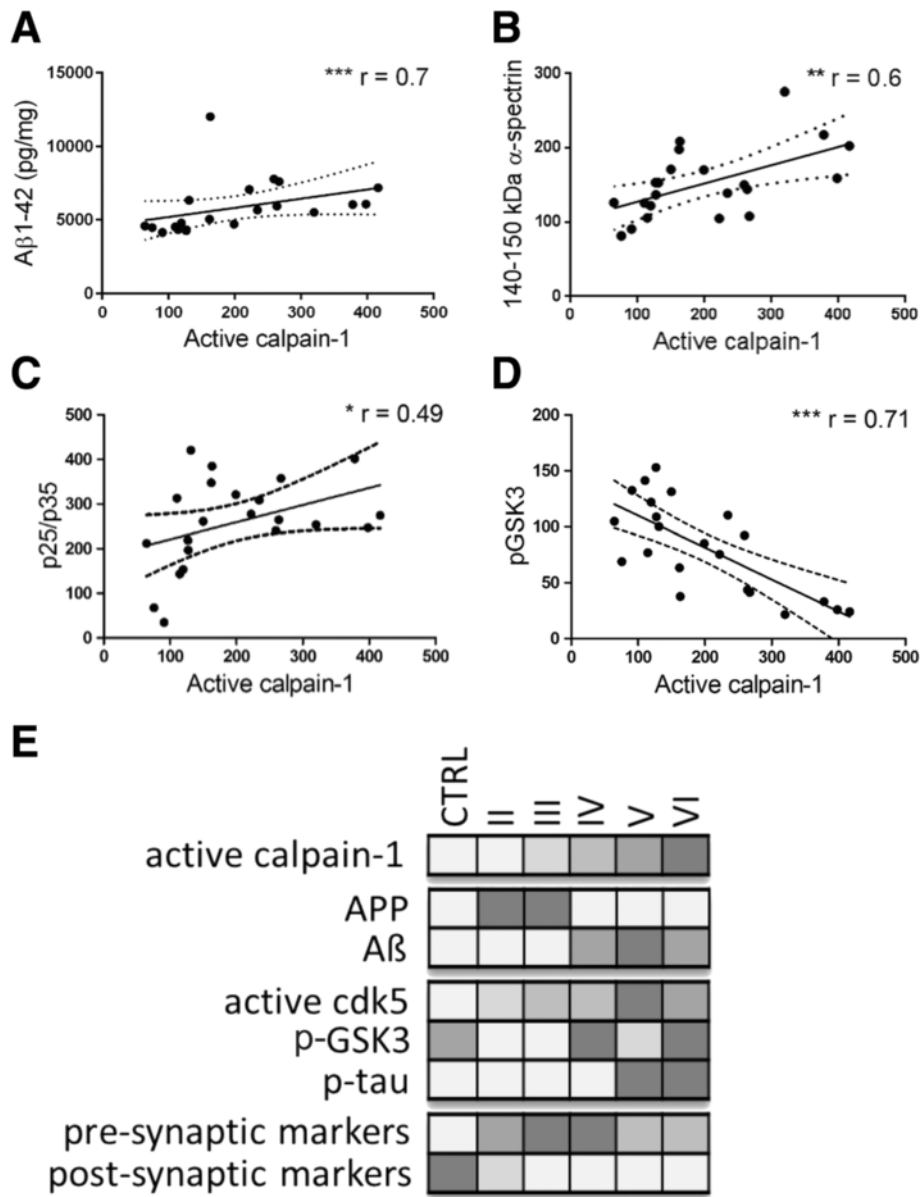 A
*** r = 0.7
Aβ1-42 (pg/mg)
15000
10000
5000
0
0 100 200 300 400 500
Active calpain-1
B
** r = 0.6
140-150 kDa α-spectrin
300
200
100
0
0 100 200 300 400 500
Active calpain-1
C
* r = 0.49
p25/p35
500
400
300
200
100
0
0 100 200 300 400 500
Active calpain-1
D
*** r = 0.71
pGSK3
200
150
100
50
0
0 100 200 300 400 500
Active calpain-1
E
CTRL II III IV V VI
active calpain-1
APP
Aß
active cdk5
p-GSK3
p-tau
pre-synaptic markers
post-synaptic markers